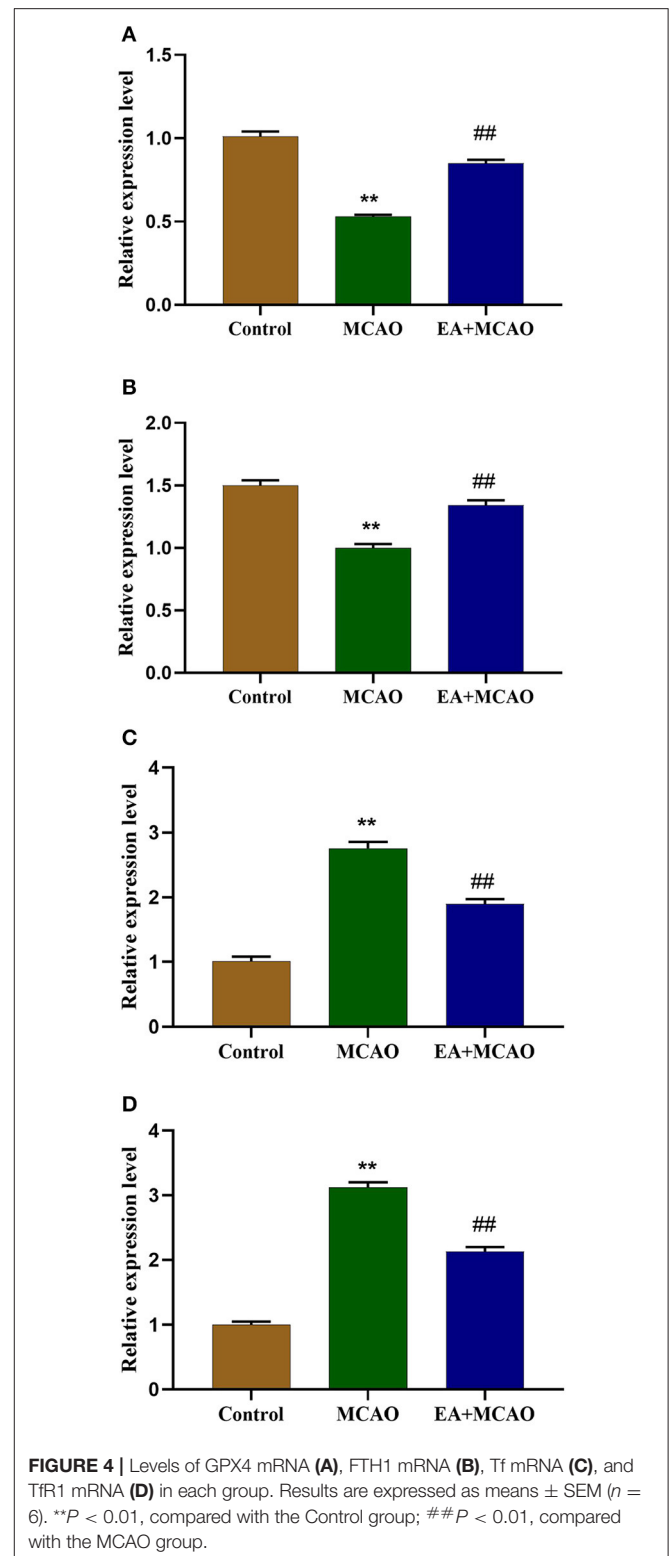 A
Relative expression level
1.5
1.0
0.5
0.0
**
##
Control MCAO EA+MCAO
B
Relative expression level
2.0
1.5
1.0
0.5
0.0
**
##
Control MCAO EA+MCAO
C
Relative expression level
4
3
2
1
0
**
##
Control MCAO EA+MCAO
D
Relative expression level
4
3
2
1
0
**
##
Control MCAO EA+MCAO
FIGURE 4 | Levels of GPX4 mRNA (A), FTH1 mRNA (B), Tf mRNA (C), and
TfR1 mRNA (D) in each group. Results are expressed as means ± SEM (n =
6). **P < 0.01, compared with the Control group; ##P < 0.01, compared
with the MCAO group.